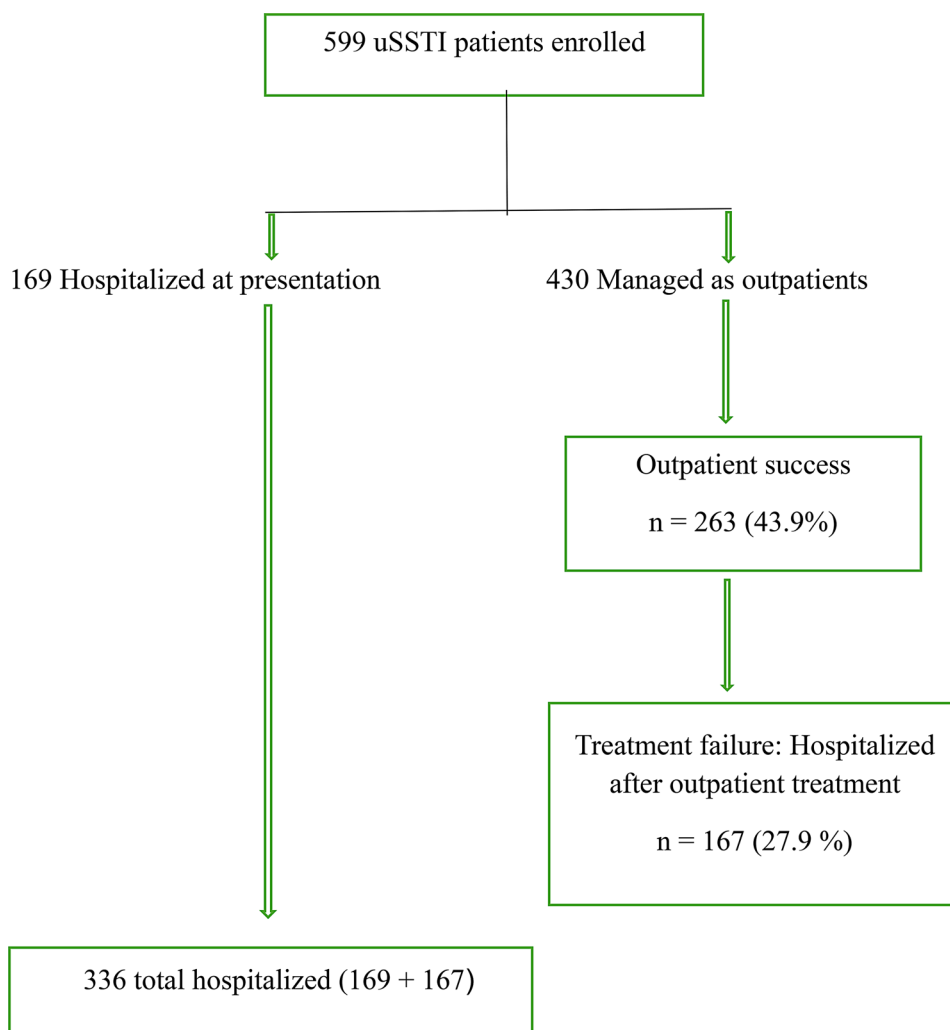 599 uSSTI patients enrolled
169 Hospitalized at presentation
430 Managed as outpatients
Outpatient success
n = 263 (43.9%)
Treatment failure: Hospitalized
after outpatient treatment
n = 167 (27.9 %)
336 total hospitalized (169 + 167)